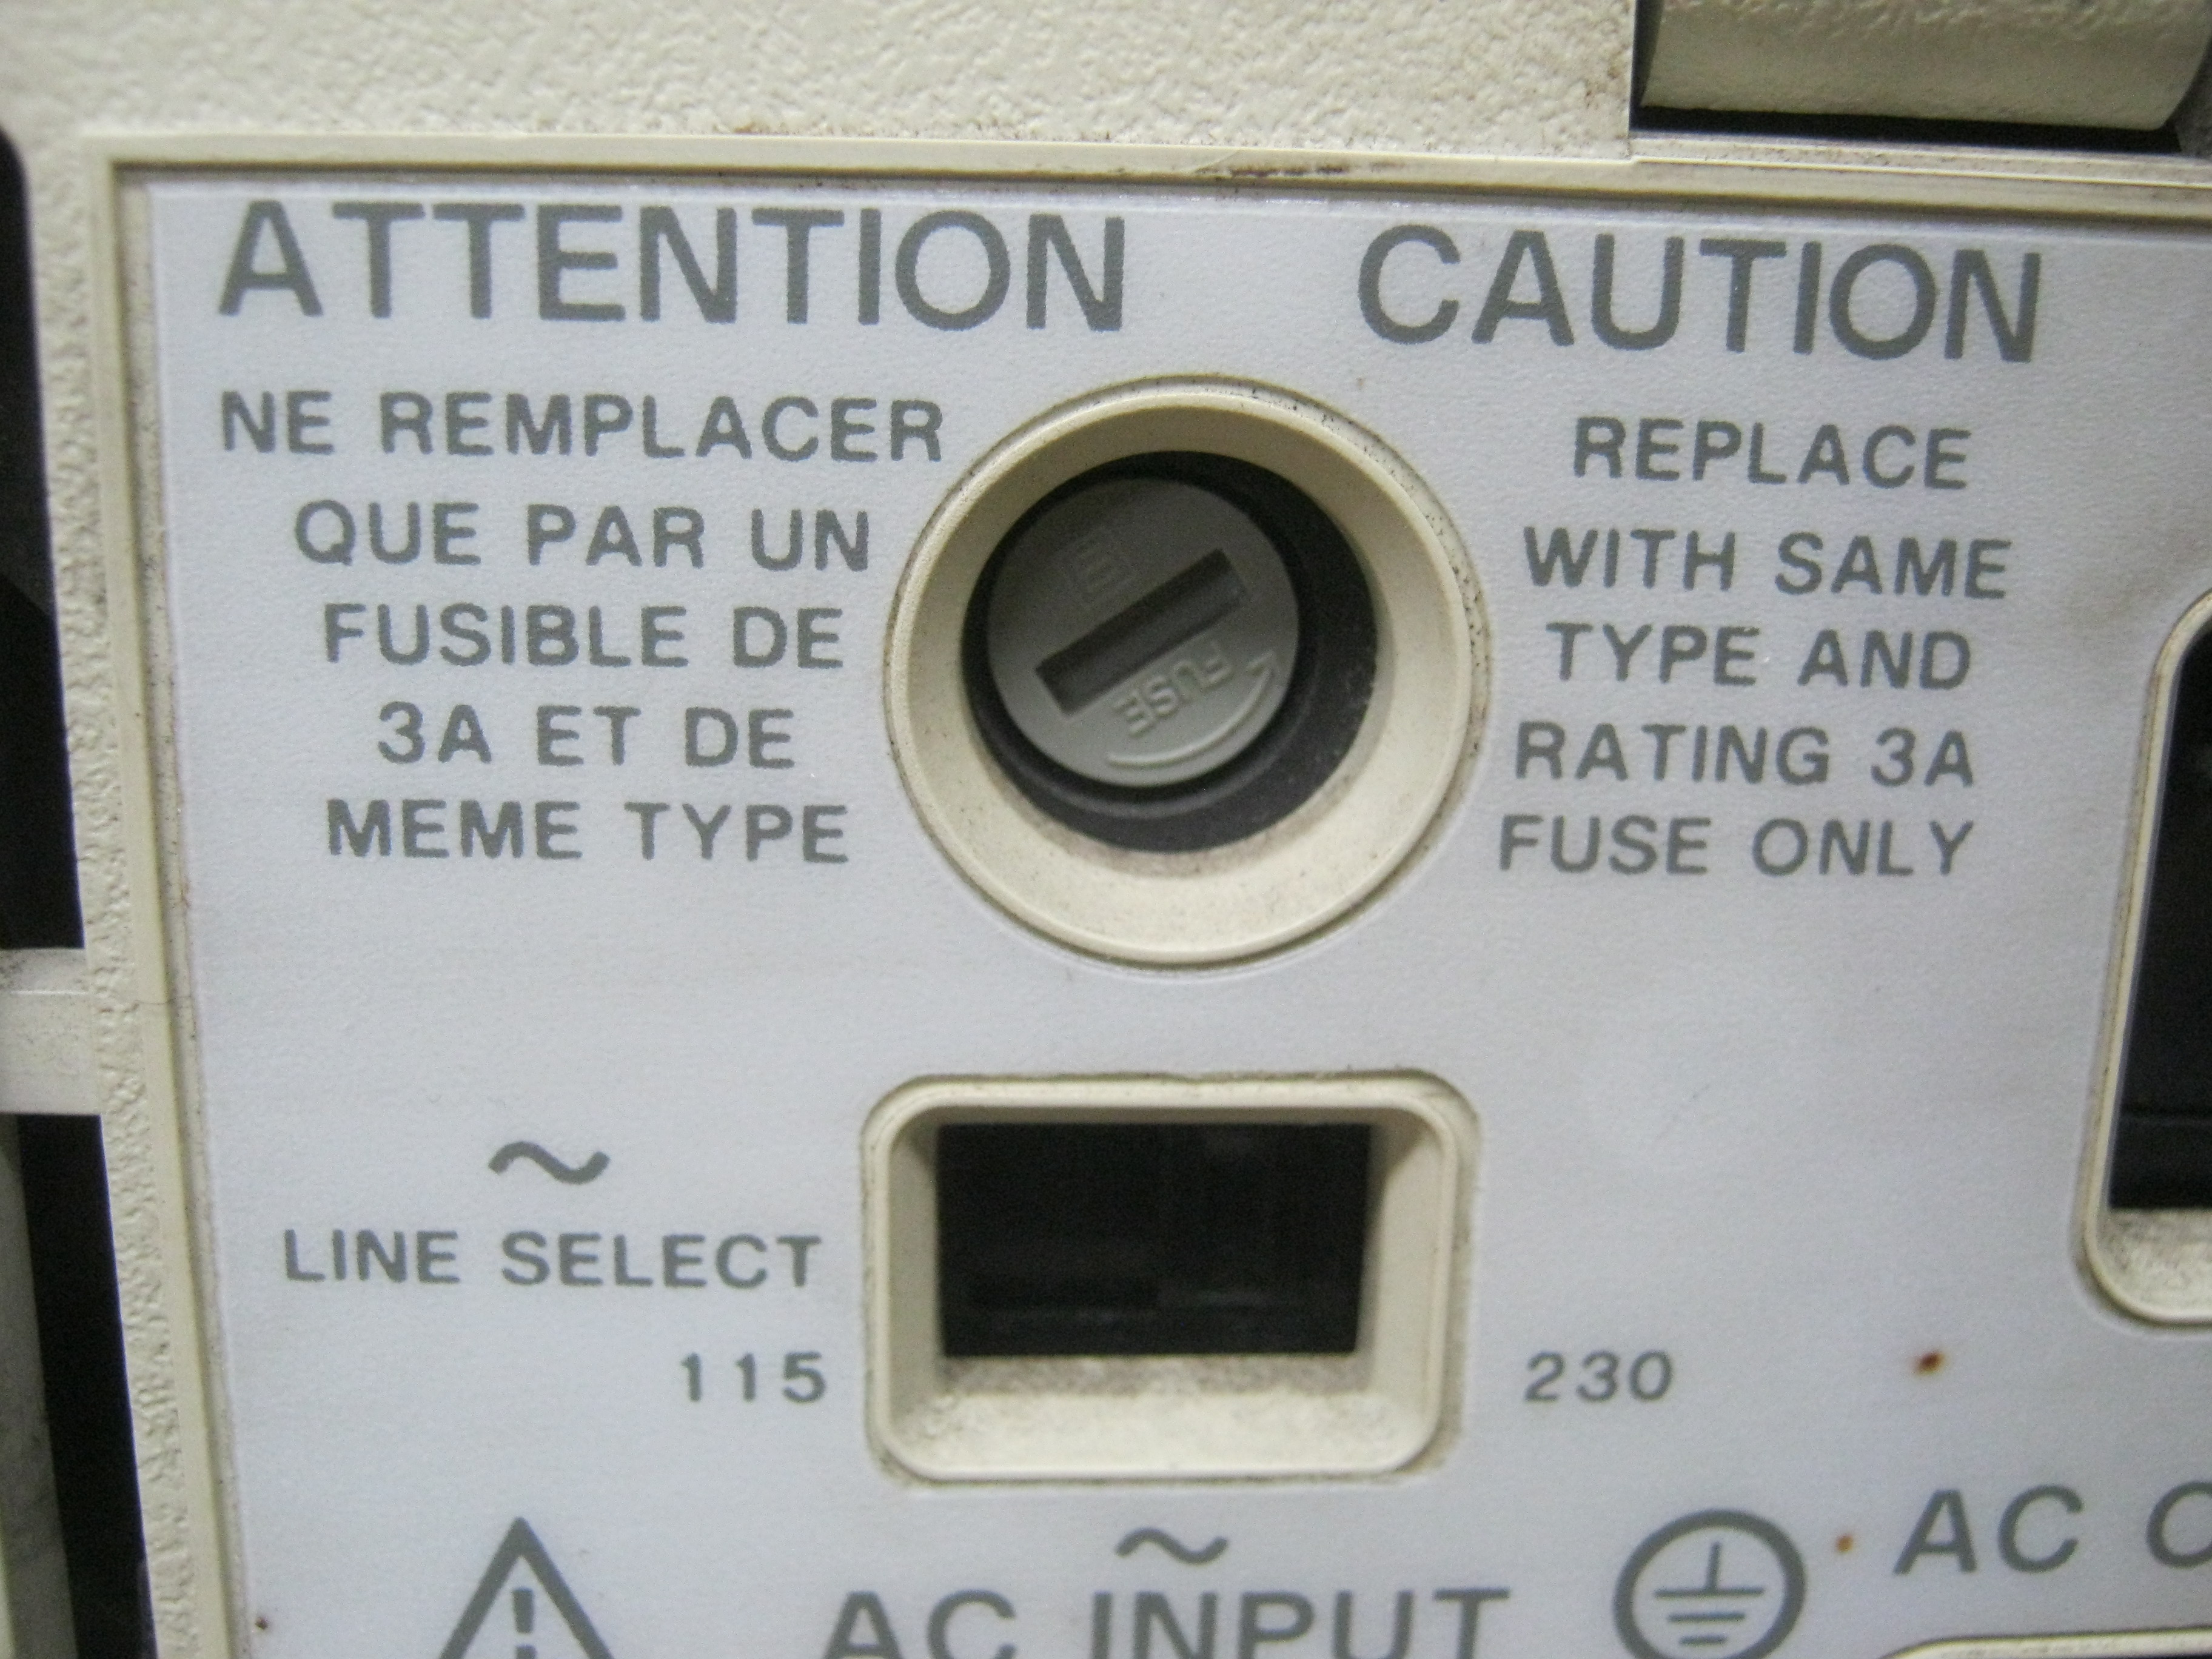 ATTENTION
NE REMPLACER
QUE PAR UN
FUSIBLE DE
3A ET DE
MEME TYPE
CAUTION
REPLACE
WITH SAME
TYPE AND
RATING 3A
FUSE ONLY
FUSE
~
LINE SELECT
115
230
~
AC INPUT
AC